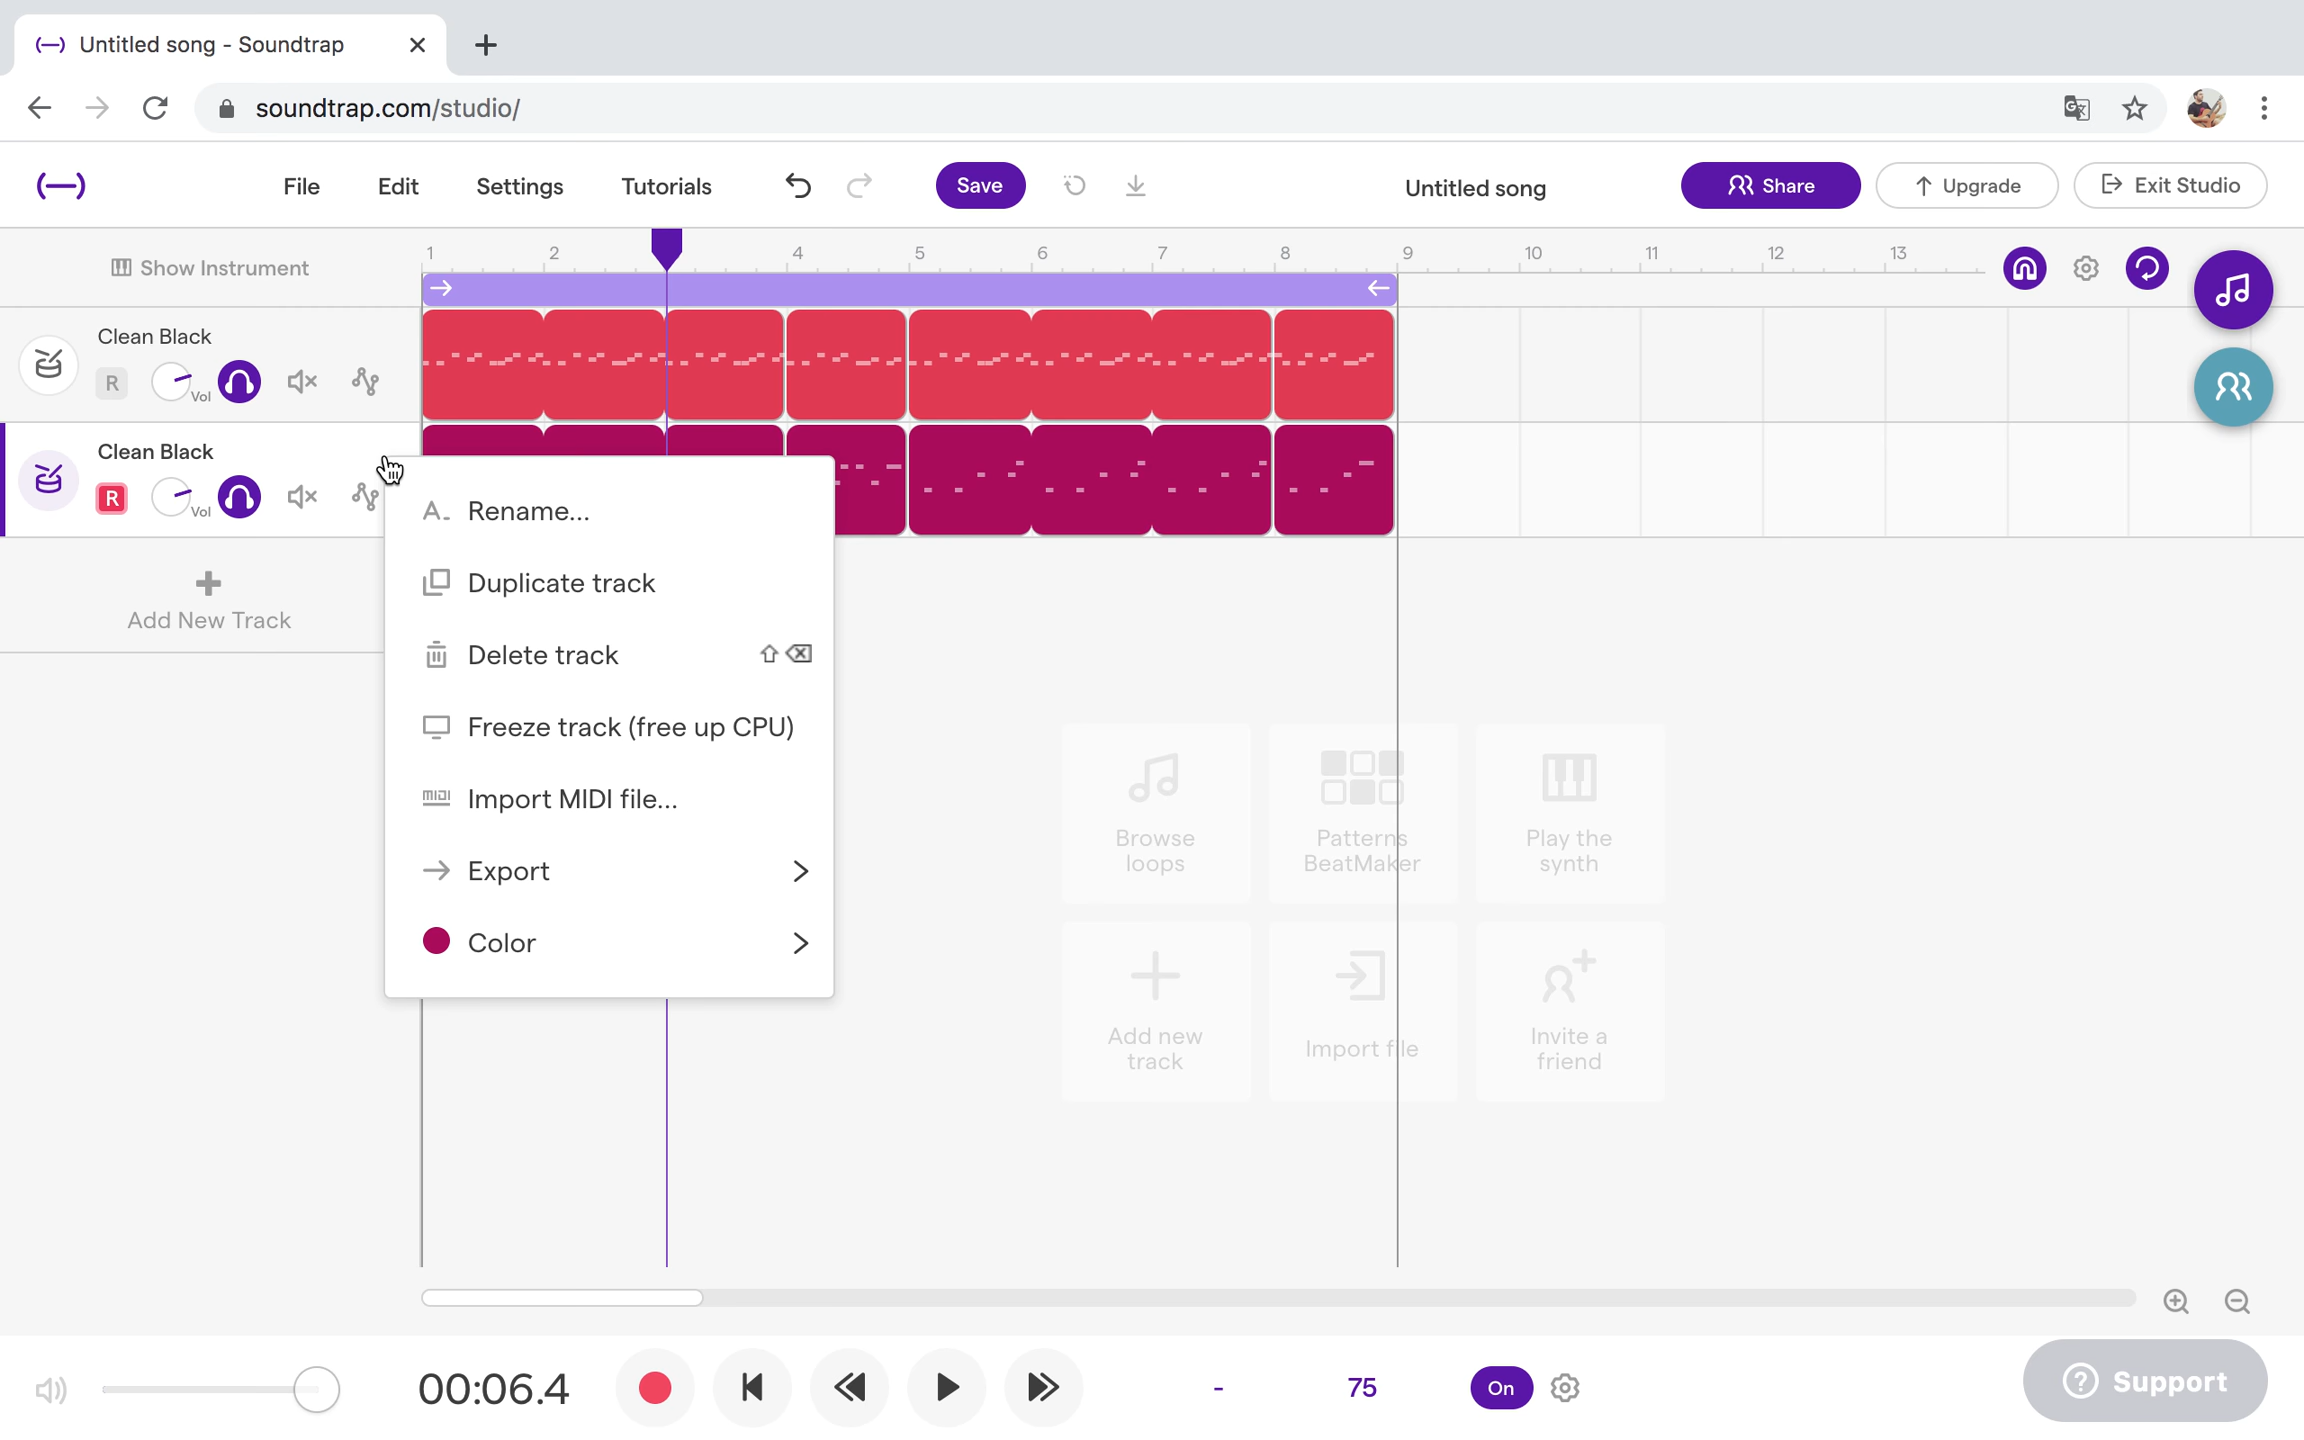 Untitled song - Soundtrap
soundtrap.com/studio/
File Edit Settings Tutorials Save Untitled song Share Upgrade Exit Studio
Show Instrument
1 2 4 5 6 7 8 9 10 11 12 13
Clean Black
R Vol
Clean Black
R Vol
Add New Track
A_ Rename...
Duplicate track
Delete track
Freeze track (free up CPU)
MIDI Import MIDI file...
Export
Color
Browse
loops
Patterns
BeatMaker
Play the
synth
Add new
track
Import file
Invite a
friend
00:06.4 - 75 On Support